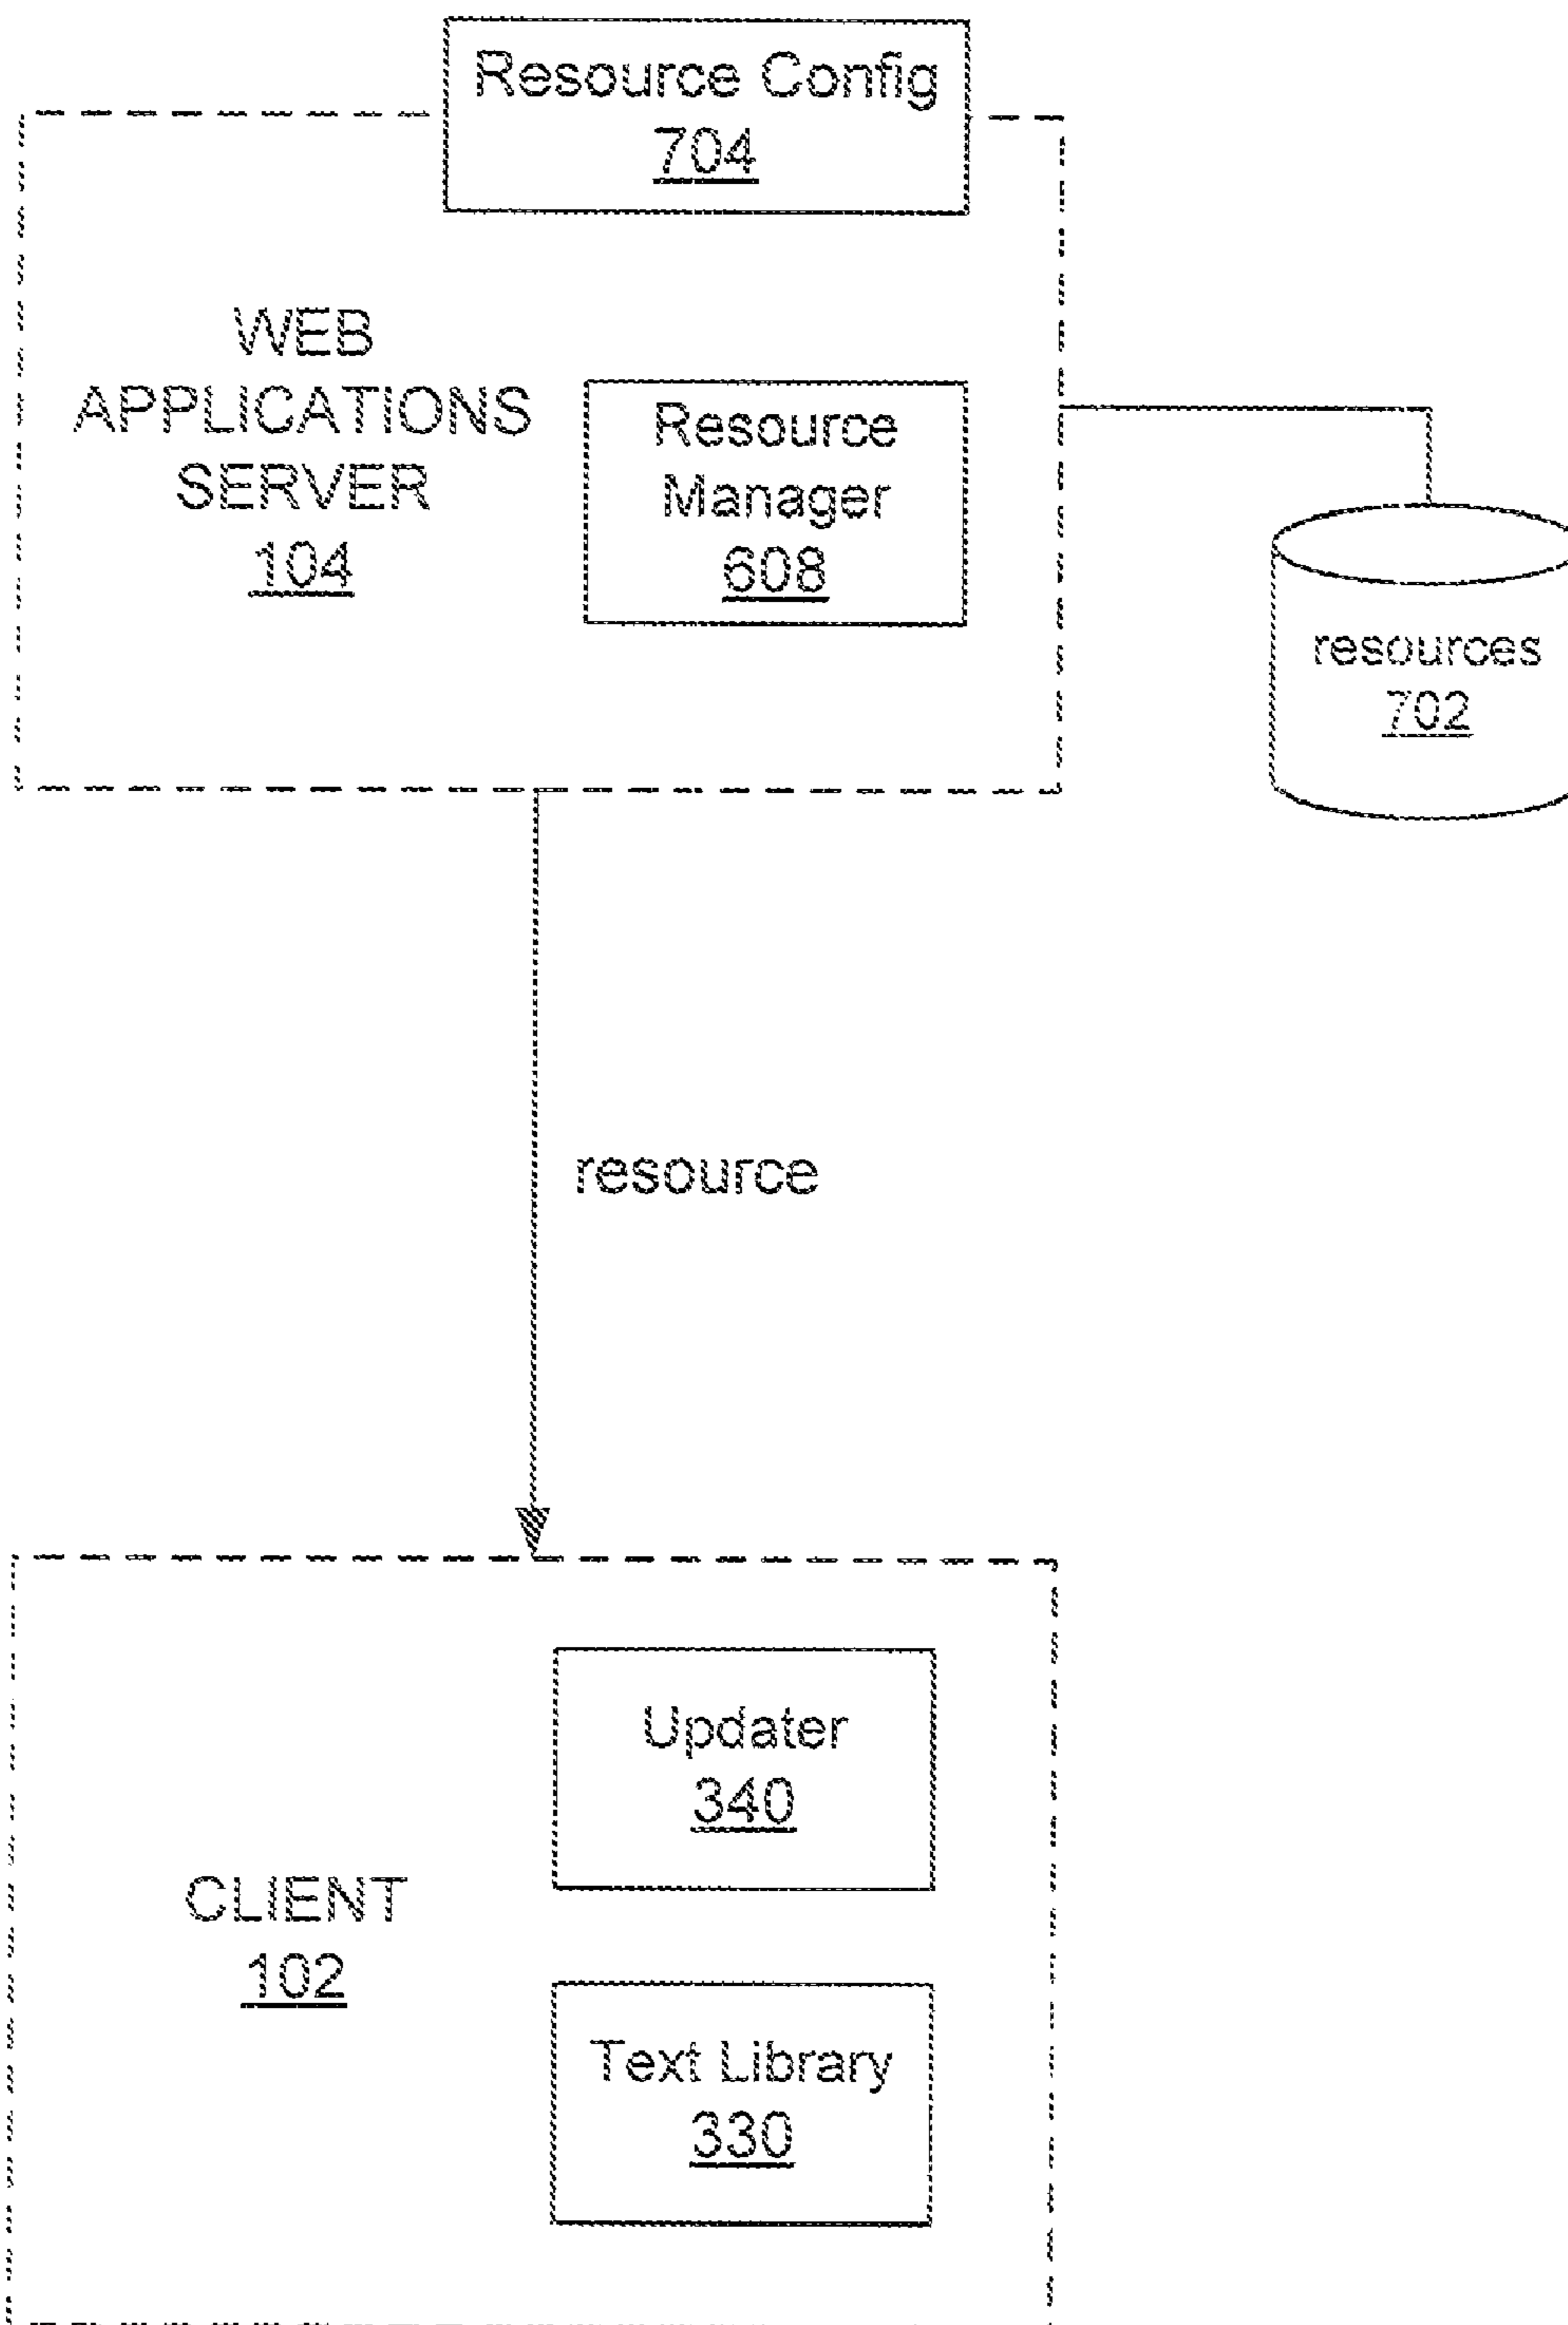 Resource Config
704
WEB
APPLICATIONS
SERVER
104
Resource
Manager
608
resources
702
resource
Updater
340
CLIENT
102
Text Library
330